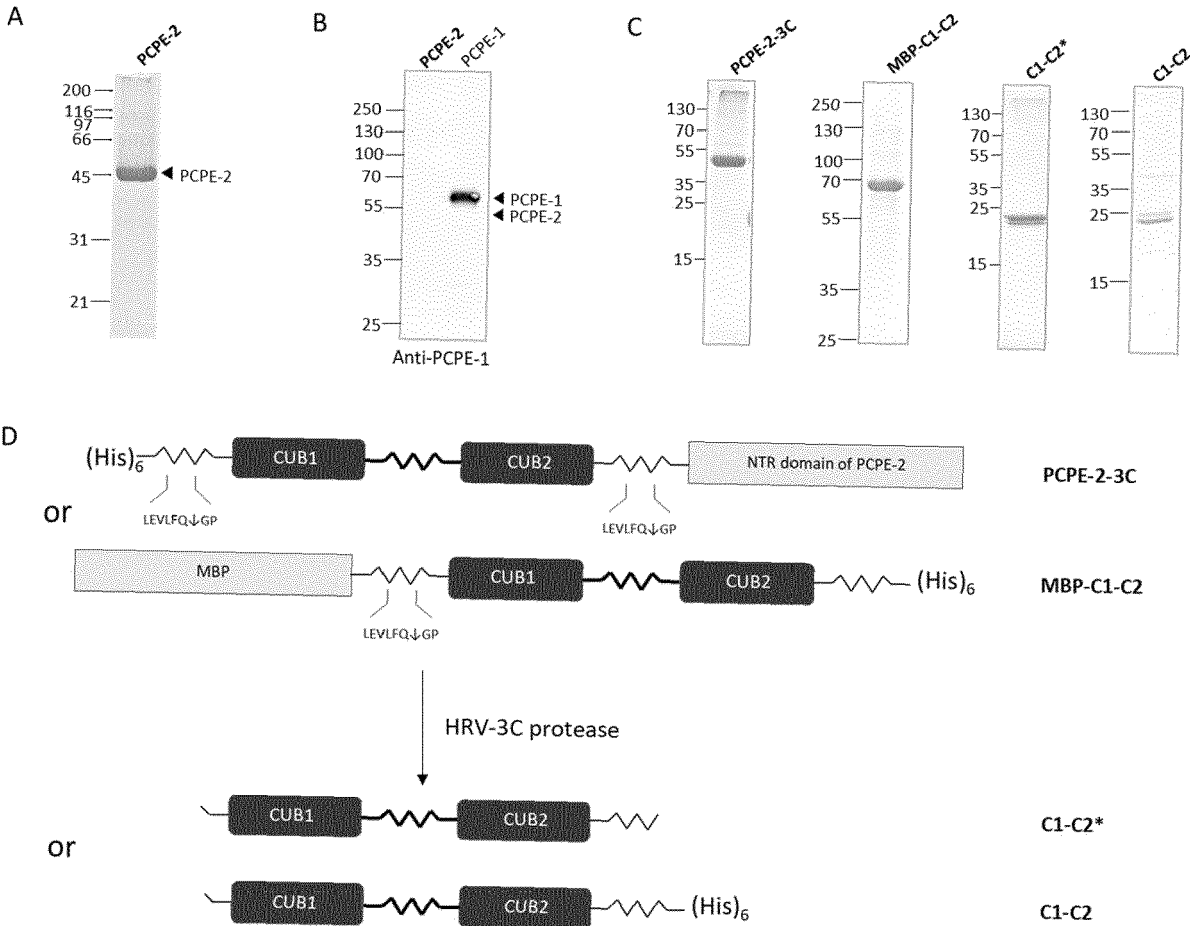 A
PCPE-2
200
116
97
66
45
31
21
PCPE-2
B
PCPE-2
PCPE-1
250
130
100
70
55
35
25
PCPE-1
PCPE-2
Anti-PCPE-1
C
PCPE-2-3C
130
70
55
35
25
15
MBP-C1-C2
250
130
100
70
55
35
25
C1-C2*
130
70
55
35
25
15
C1-C2
130
70
55
35
25
15
D
(His)6
CUB1
CUB2
NTR domain of PCPE-2
PCPE-2-3C
LEVLFQ↓GP
LEVLFQ↓GP
or
MBP
CUB1
CUB2
(His)6
MBP-C1-C2
LEVLFQ↓GP
HRV-3C protease
CUB1
CUB2
C1-C2*
or
CUB1
CUB2
(His)6
C1-C2